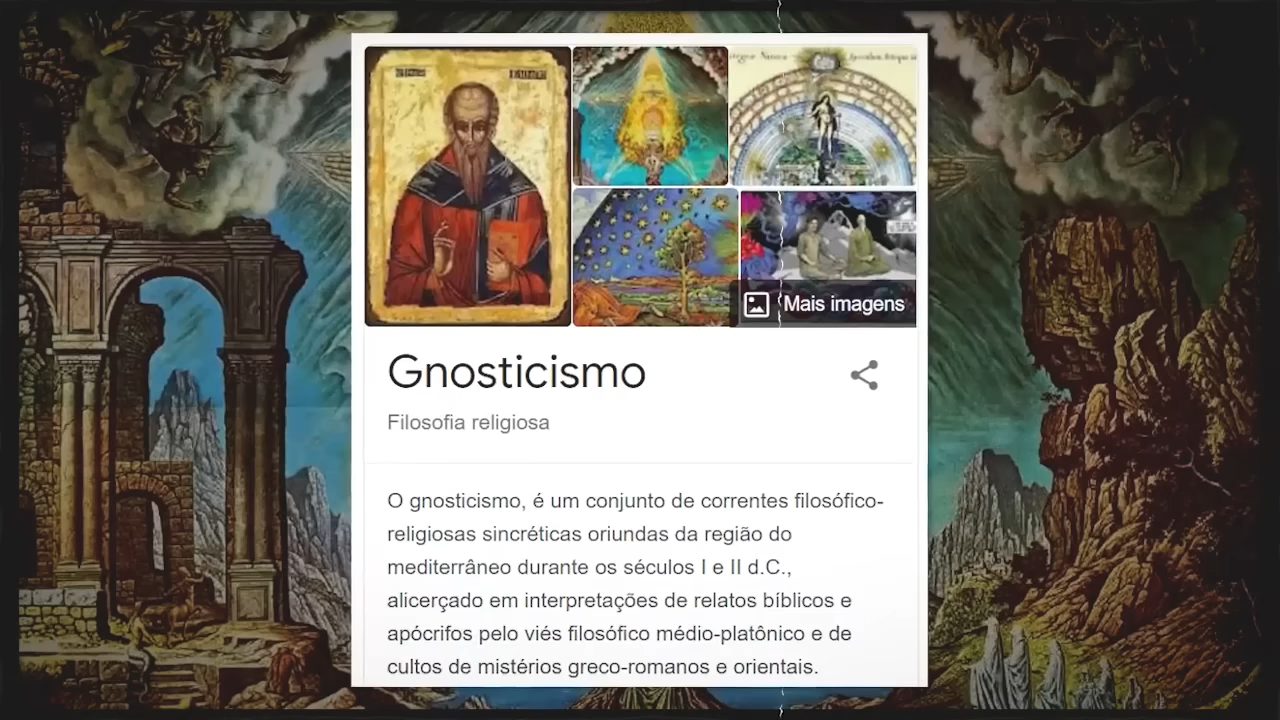 Mais imagens
Gnosticismo
Filosofia religiosa
O gnosticismo, é um conjunto de correntes filosófico-
religiosas sincréticas oriundas da região do
mediterrâneo durante os séculos I e II d.C.,
alicerçado em interpretações de relatos bíblicos e
apócrifos pelo viés filosófico médio-platônico e de
cultos de mistérios greco-romanos e orientais.